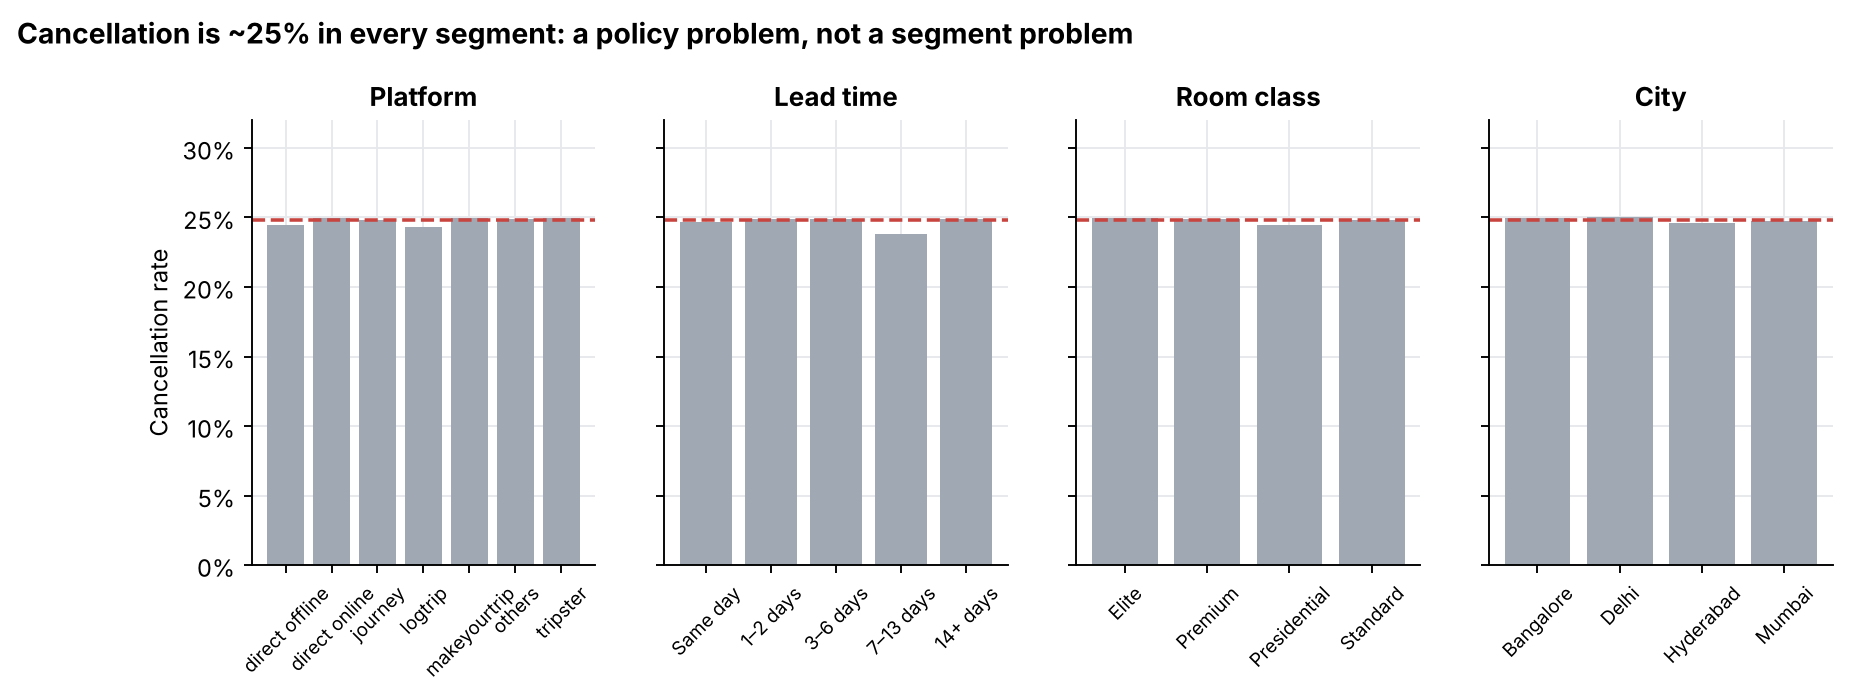 Cancellation is ~25% in every segment: a policy problem, not a segment problem
Platform
Lead time
Room class
City
Cancellation rate
30%
25%
20%
15%
10%
5%
0%
direct offline
direct online
journey
logtrip
makeyourtrip
others
tripster
Same day
1–2 days
3–6 days
7–13 days
14+ days
Elite
Premium
Presidential
Standard
Bangalore
Delhi
Hyderabad
Mumbai